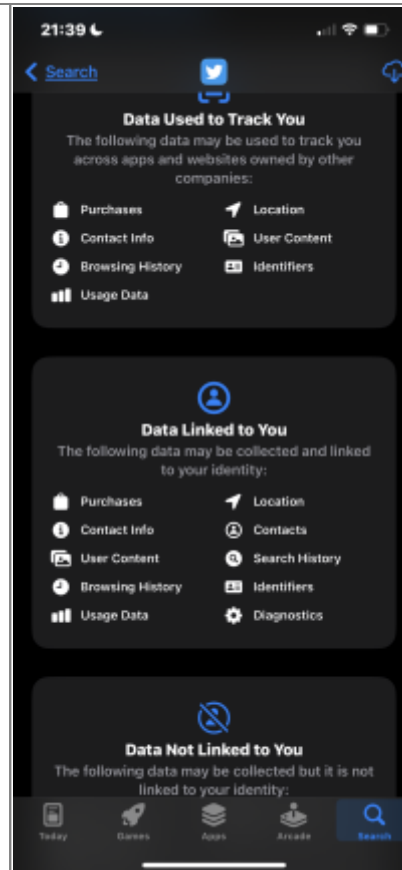 21:39
Search
Data Used to Track You
The following data may be used to track you
across apps and websites owned by other
companies:
Purchases
Location
Contact Info
User Content
Browsing History
Identifiers
Usage Data
Data Linked to You
The following data may be collected and linked
to your identity:
Purchases
Location
Contact Info
Contacts
User Content
Search History
Browsing History
Identifiers
Usage Data
Diagnostics
Data Not Linked to You
The following data may be collected but it is not
linked to your identity:
Today
Games
Apps
Arcade
Search